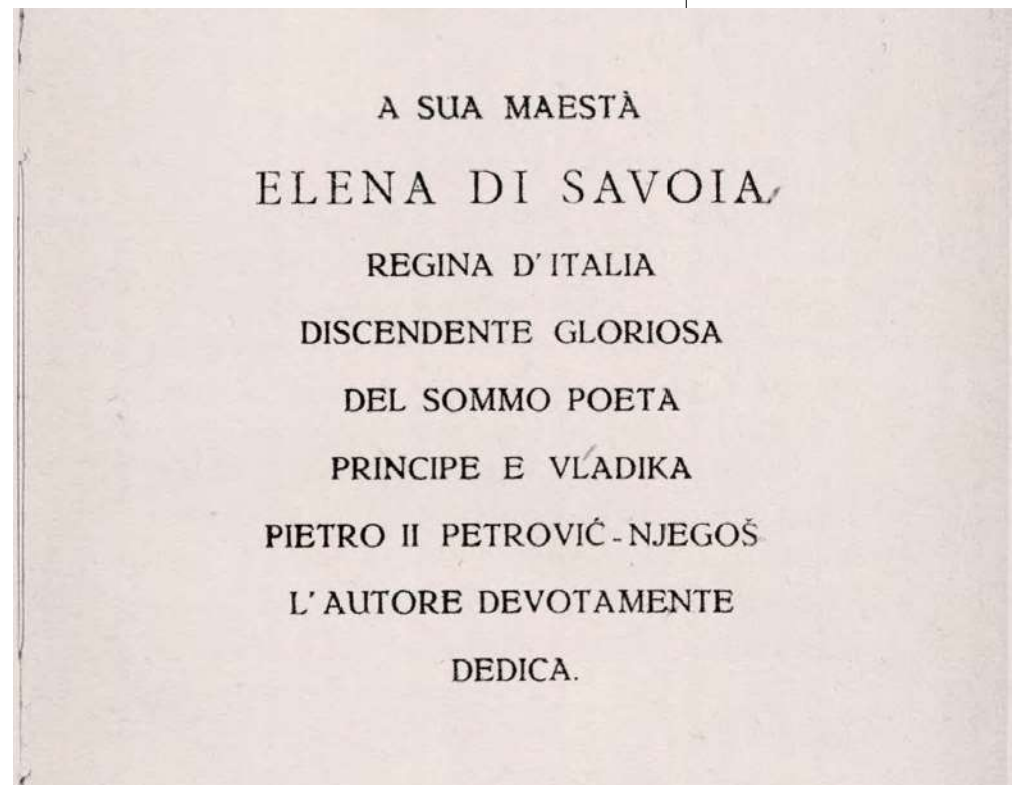 A SUA MAESTÀ
ELENA DI SAVOIA
REGINA D'ITALIA
DISCENDENTE GLORIOSA
DEL SOMMO POETA
PRINCIPE E VLADIKA
PIETRO II PETROVIĆ-NJEGOŠ
L'AUTORE DEVOTAMENTE
DEDICA.